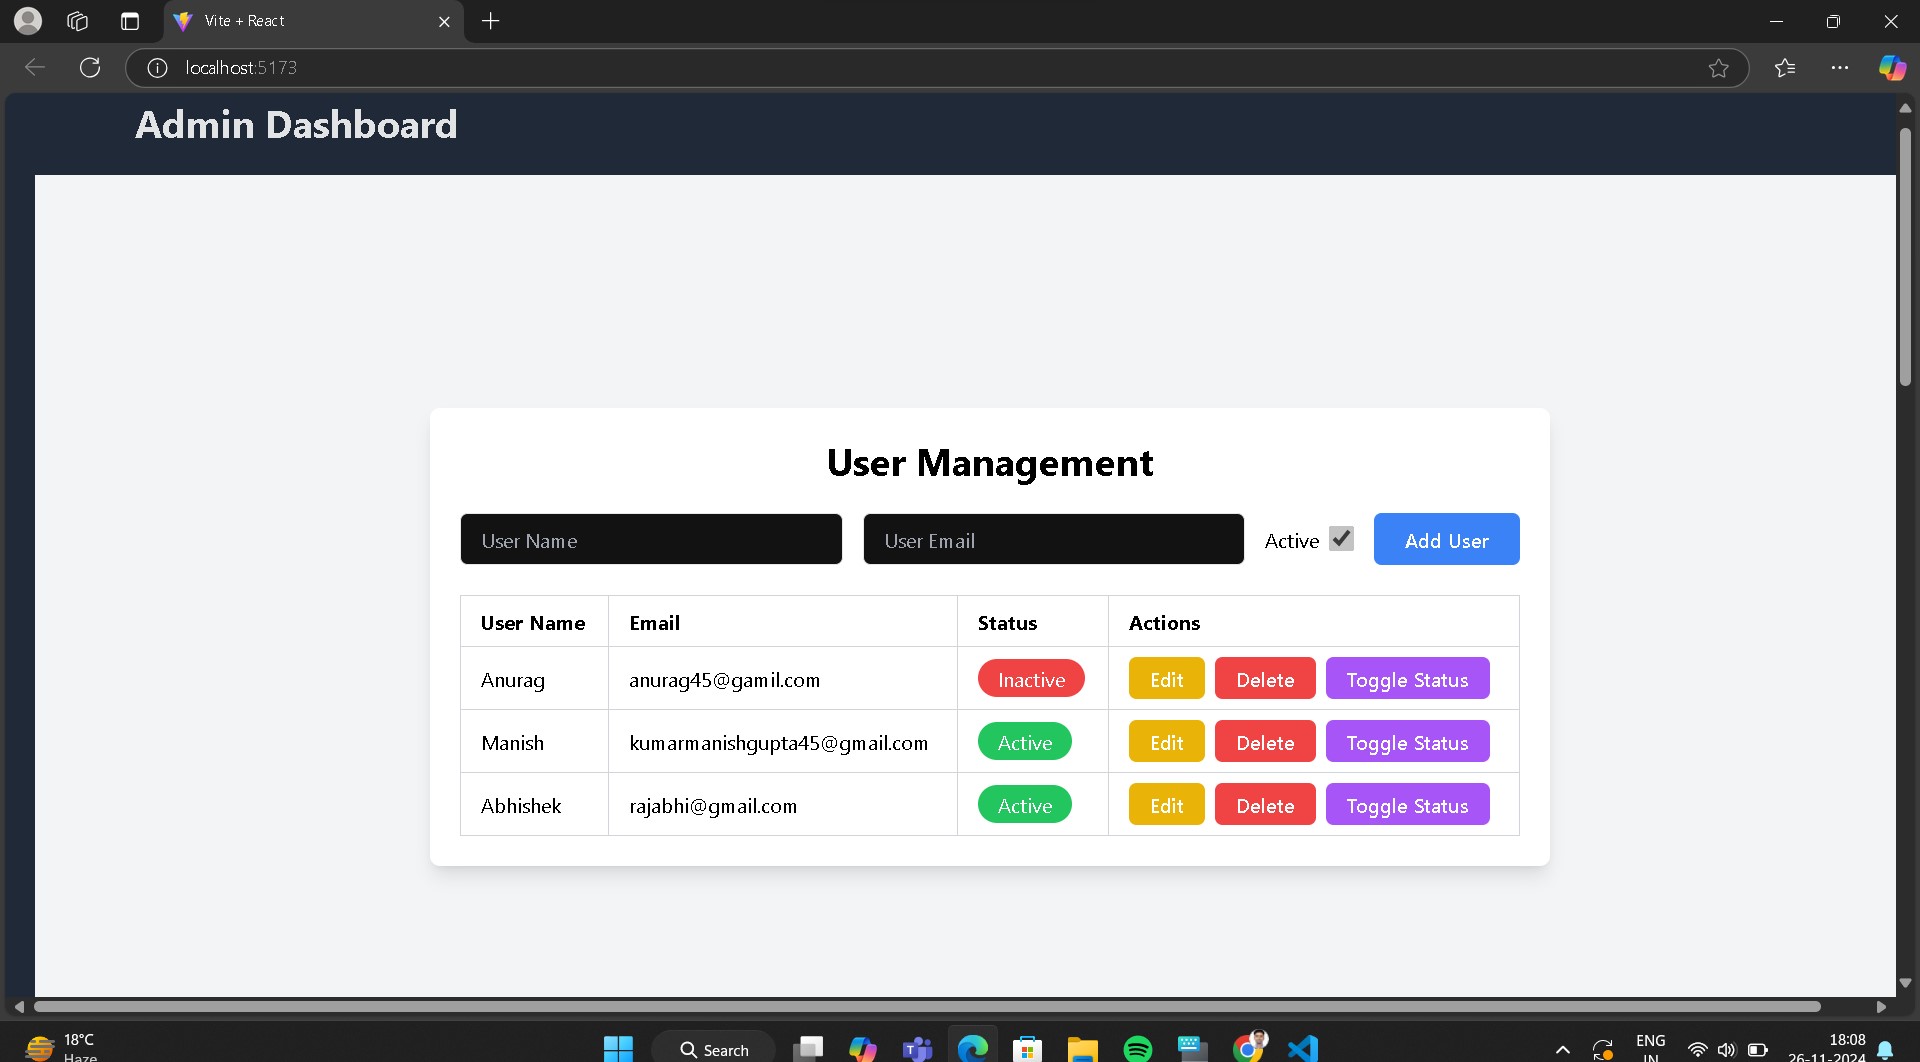 Vite + React
localhost:5173
Admin Dashboard
User Management
User Name
User Email
Active
Add User
User Name Email Status Actions
Anurag anurag45@gamil.com Inactive Edit Delete Toggle Status
Manish kumarmanishgupta45@gmail.com Active Edit Delete Toggle Status
Abhishek rajabhi@gmail.com Active Edit Delete Toggle Status
18°C
Haze
Search
ENG
IN
18:08
26-11-2024